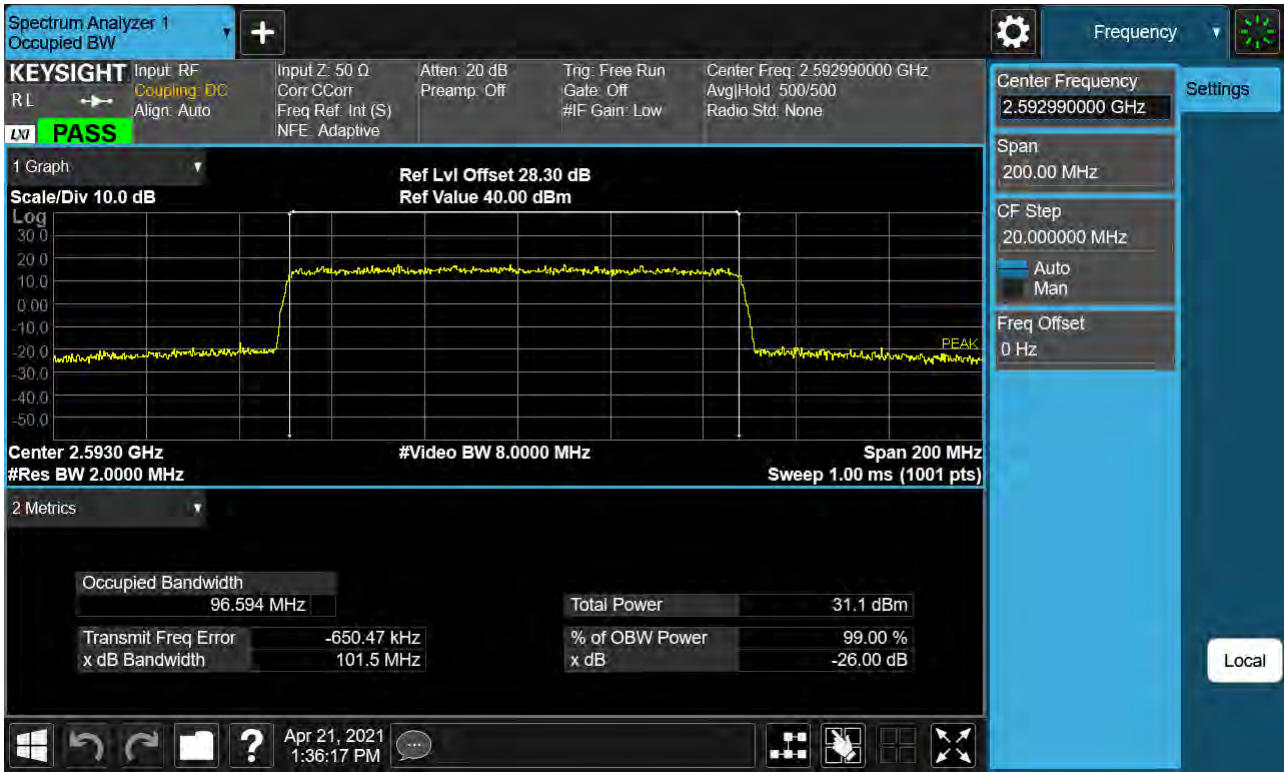 Spectrum Analyzer 1
Occupied BW
Frequency
KEYSIGHT
RL
LXI
PASS
Input: RF
Coupling: DC
Align: Auto
Input Z: 50 Ω
Corr CCorr
Freq Ref: Int (S)
NFE: Adaptive
Atten: 20 dB
Preamp: Off
Trig: Free Run
Gate: Off
#IF Gain: Low
Center Freq: 2.592990000 GHz
Avg|Hold: 500/500
Radio Std: None
Center Frequency
2.592990000 GHz
Settings
Span
200.00 MHz
CF Step
20.000000 MHz
Auto
Man
Freq Offset
0 Hz
Local
1 Graph
Scale/Div 10.0 dB
Ref Lvl Offset 28.30 dB
Ref Value 40.00 dBm
Log
30.0
20.0
10.0
0.00
-10.0
-20.0
-30.0
-40.0
-50.0
PEAK
Center 2.5930 GHz
#Video BW 8.0000 MHz
Span 200 MHz
#Res BW 2.0000 MHz
Sweep 1.00 ms (1001 pts)
2 Metrics
Occupied Bandwidth
96.594 MHz
Total Power 31.1 dBm
Transmit Freq Error -650.47 kHz
% of OBW Power 99.00 %
x dB Bandwidth 101.5 MHz
x dB -26.00 dB
Apr 21, 2021
1:36:17 PM